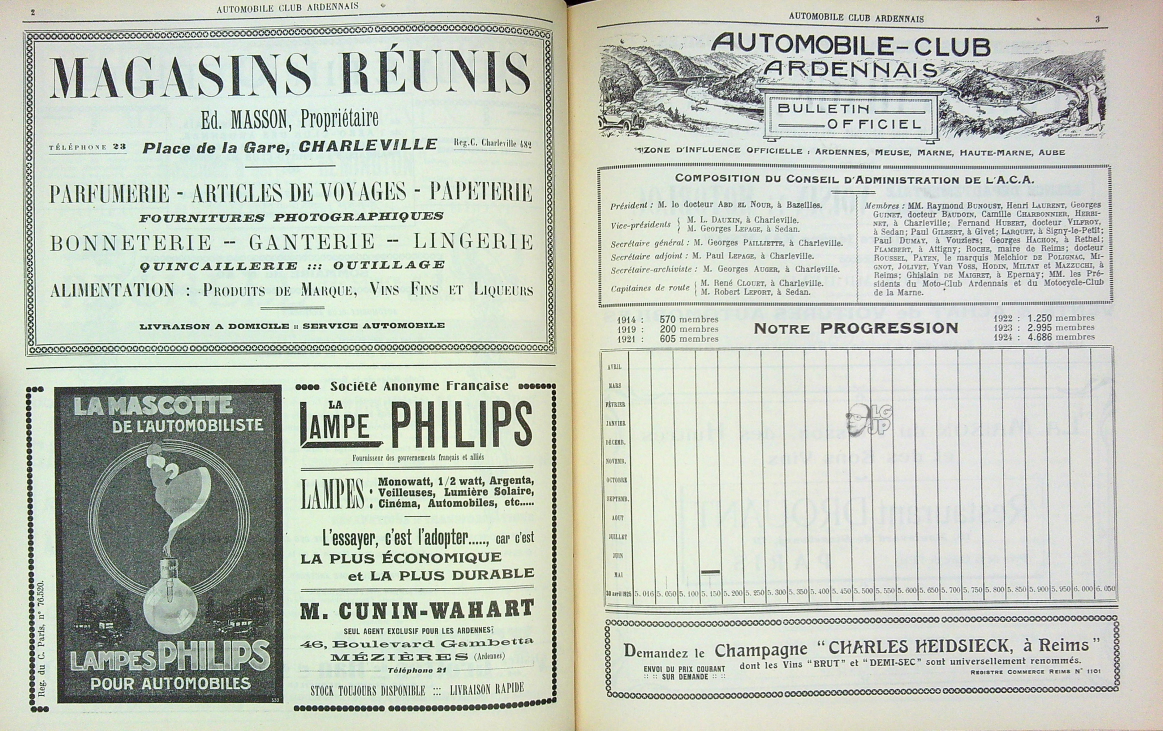 2
AUTOMOBILE CLUB ARDENNAIS
MAGASINS RÉUNIS
Ed. MASSON, Propriétaire
TÉLÉPHONE 23 Place de la Gare, CHARLEVILLE Reg. C. Charleville 482
PARFUMERIE - ARTICLES DE VOYAGES - PAPETERIE
FOURNITURES PHOTOGRAPHIQUES
BONNETERIE -- GANTERIE -- LINGERIE
QUINCAILLERIE ::: OUTILLAGE
ALIMENTATION : PRODUITS DE MARQUE, VINS FINS ET LIQUEURS
LIVRAISON A DOMICILE :: SERVICE AUTOMOBILE
LA MASCOTTE
DE L'AUTOMOBILISTE
LAMPES PHILIPS
POUR AUTOMOBILES
Reg. du C. Paris, n° 76.520.
Société Anonyme Française
LA
LAMPE PHILIPS
Fournisseur des gouvernements français et alliés
LAMPES :
Monowatt, 1/2 watt, Argenta,
Veilleuses, Lumière Solaire,
Cinéma, Automobiles, etc.....
L'essayer, c'est l'adopter....., car c'est
LA PLUS ÉCONOMIQUE
et LA PLUS DURABLE
M. CUNIN-WAHART
SEUL AGENT EXCLUSIF POUR LES ARDENNES
46, Boulevard Gambetta
MÉZIÈRES (Ardennes)
Téléphone 21
STOCK TOUJOURS DISPONIBLE ::: LIVRAISON RAPIDE
AUTOMOBILE CLUB ARDENNAIS
3
AUTOMOBILE-CLUB
ARDENNAIS
BULLETIN
OFFICIEL
ZONE D'INFLUENCE OFFICIELLE : ARDENNES, MEUSE, MARNE, HAUTE-MARNE, AUBE
COMPOSITION DU CONSEIL D'ADMINISTRATION DE L'A.C.A.
Président : M. le docteur ABD EL NOUR, à Bazeilles.
Vice-présidents { M. L. DAUXIN, à Charleville.
M. Georges LEPAGE, à Sedan.
Secrétaire général : M. Georges PAILLIETTE, à Charleville.
Secrétaire adjoint : M. Paul LEPAGE, à Charleville.
Secrétaire-archiviste : M. Georges AUGER, à Charleville.
Capitaines de route { M. René CLOUET, à Charleville.
M. Robert LEFORT, à Sedan.
Membres : MM. Raymond BUNOUST, Henri LAURENT, Georges
GUINET, docteur BAUDOIN, Camille CHARBONNIER, HERBI-
NET, à Charleville; Fernand HUBERT, docteur VILFROY,
à Sedan; Paul GILBERT, à Givet; LARQUET, à Signy-le-Petit;
Paul DUMAY, à Vouziers; Georges HACHON, à Rethel;
FLAMBERT, à Attigny; ROCHE, maire de Reims; docteur
ROUSSEL, PAYEN, le marquis Melchior DE POLIGNAC, MI-
GNOT, JOLIVET, Yvan VOSS, HODIN, MILTAT et MAZZUCHI, à
Reims; Ghislain DE MAIGRET, à Epernay; MM. les Pré-
sidents du Moto-Club Ardennais et du Motocycle-Club
de la Marne.
1914 : 570 membres
1919 : 200 membres
1921 : 605 membres
NOTRE PROGRESSION
1922 : 1.250 membres
1923 : 2.995 membres
1924 : 4.686 membres
AVRIL
MARS
FÉVRIER
JANVIER
DÉCEMB.
NOVEMB.
OCTOBRE
SEPTEMB.
AOUT
JUILLET
JUIN
MAI
30 avril 1925 5.016 5.050 5.100 5.150 5.200 5.250 5.300 5.350 5.400 5.450 5.500 5.550 5.600 5.650 5.700 5.750 5.800 5.850 5.900 5.950 6.000 6.050
LG
UP
Demandez le Champagne "CHARLES HEIDSIECK, à Reims"
ENVOI DU PRIX COURANT
:: :: SUR DEMANDE :: ::
dont les Vins "BRUT" et "DEMI-SEC" sont universellement renommés.
REGISTRE COMMERCE REIMS N° 1101